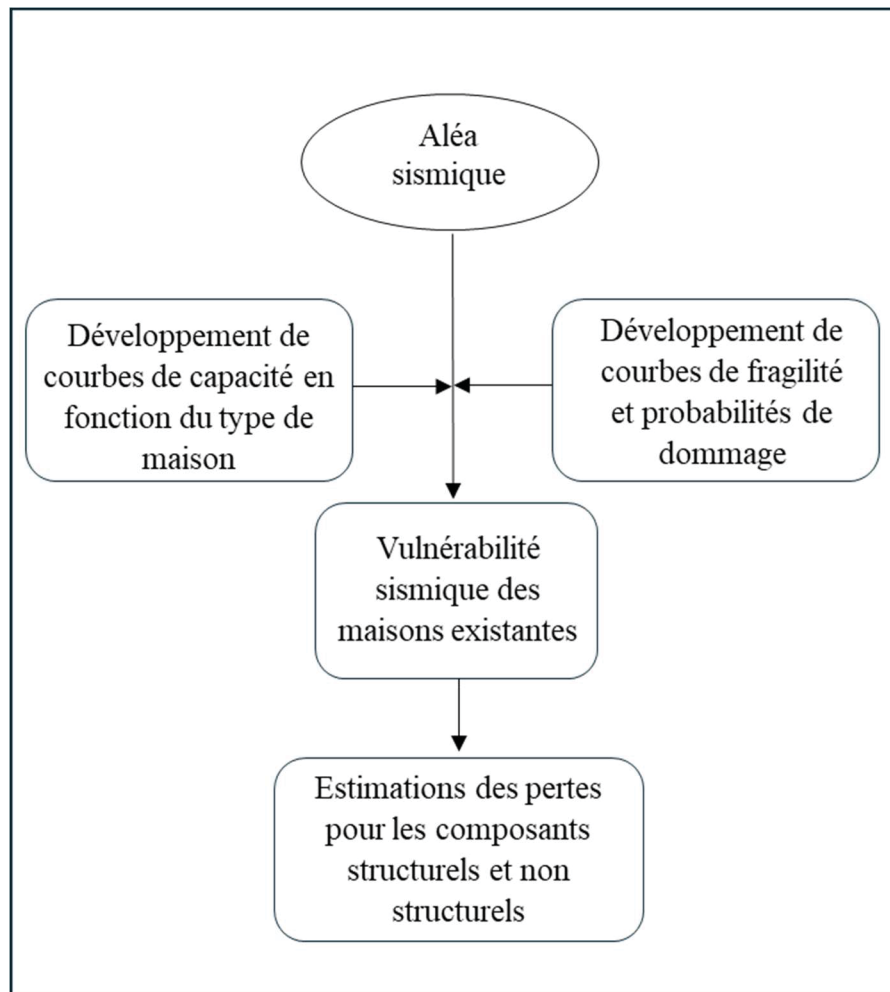 Aléa
sismique
Développement de
courbes de capacité en
fonction du type de
maison
Développement de
courbes de fragilité
et probabilités de
dommage
Vulnérabilité
sismique des
maisons existantes
Estimations des pertes
pour les composants
structurels et non
structurels